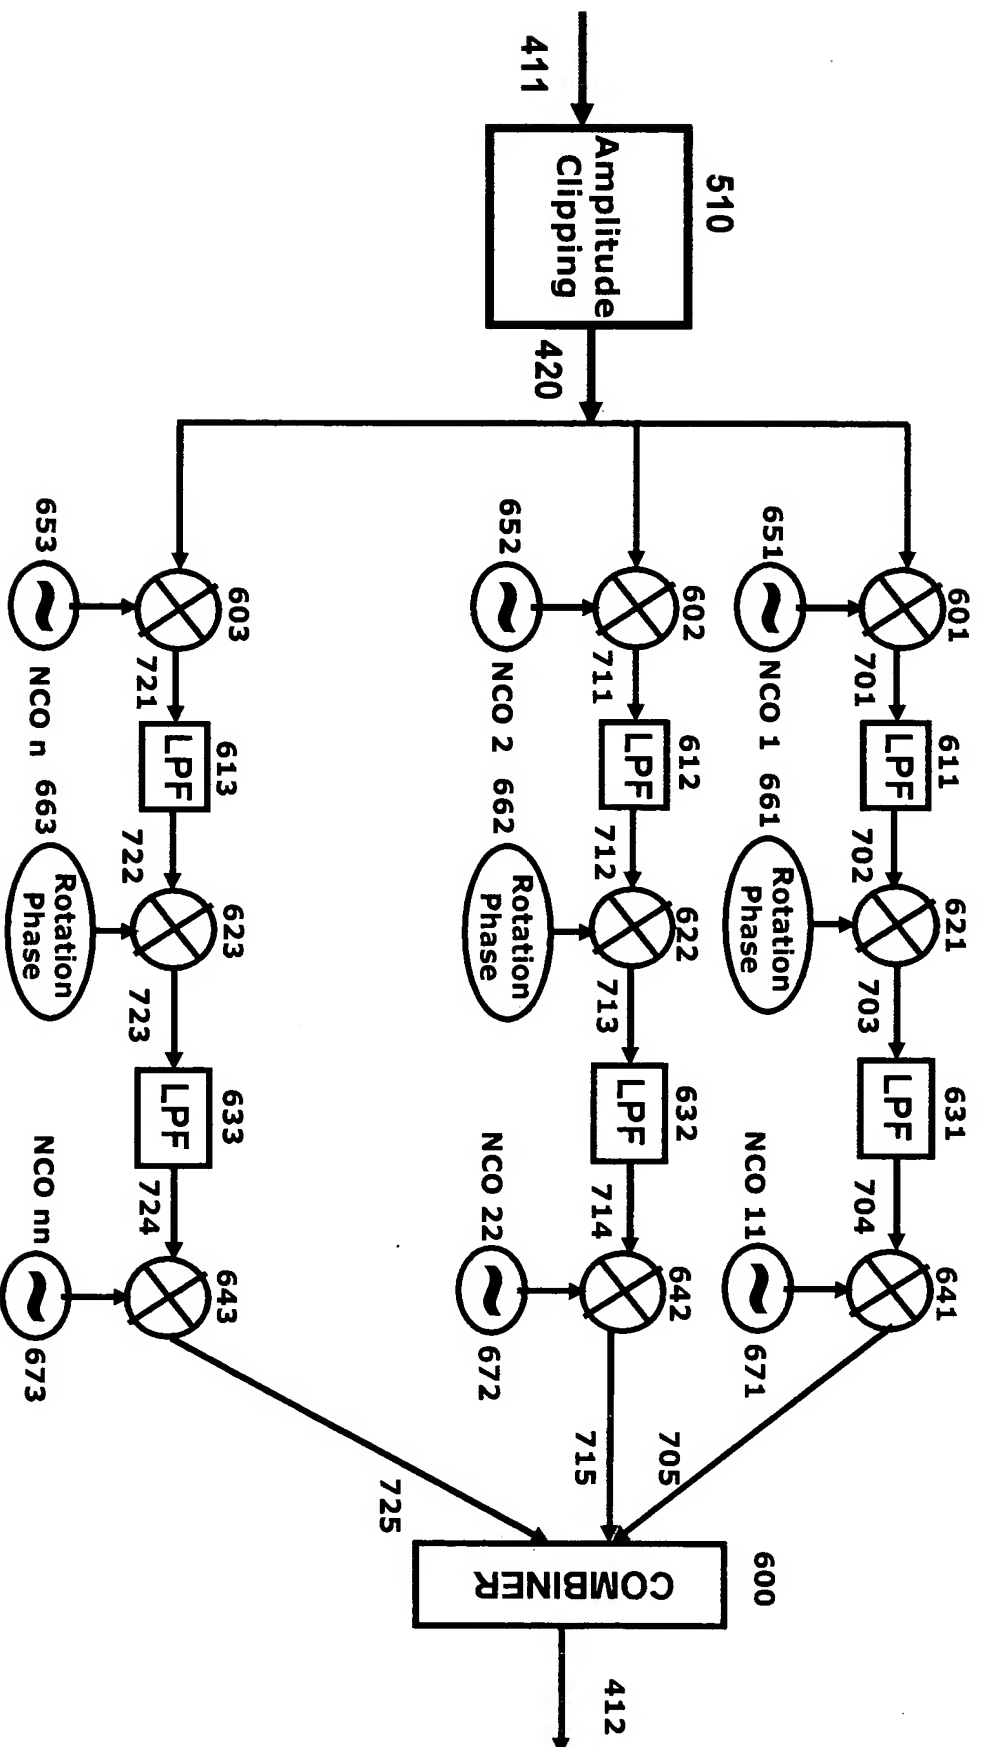 411
510
Amplitude
Clipping
420
601
651
NCO 1
701
611
LPF
702
661
Rotation
Phase
621
703
631
LPF
704
NCO 11
671
641
705
602
652
NCO 2
711
612
LPF
712
662
Rotation
Phase
622
713
632
LPF
714
NCO 22
672
642
715
603
653
NCO n
721
613
LPF
722
663
Rotation
Phase
623
723
633
LPF
724
NCO nn
673
643
725
600
COMBINER
412